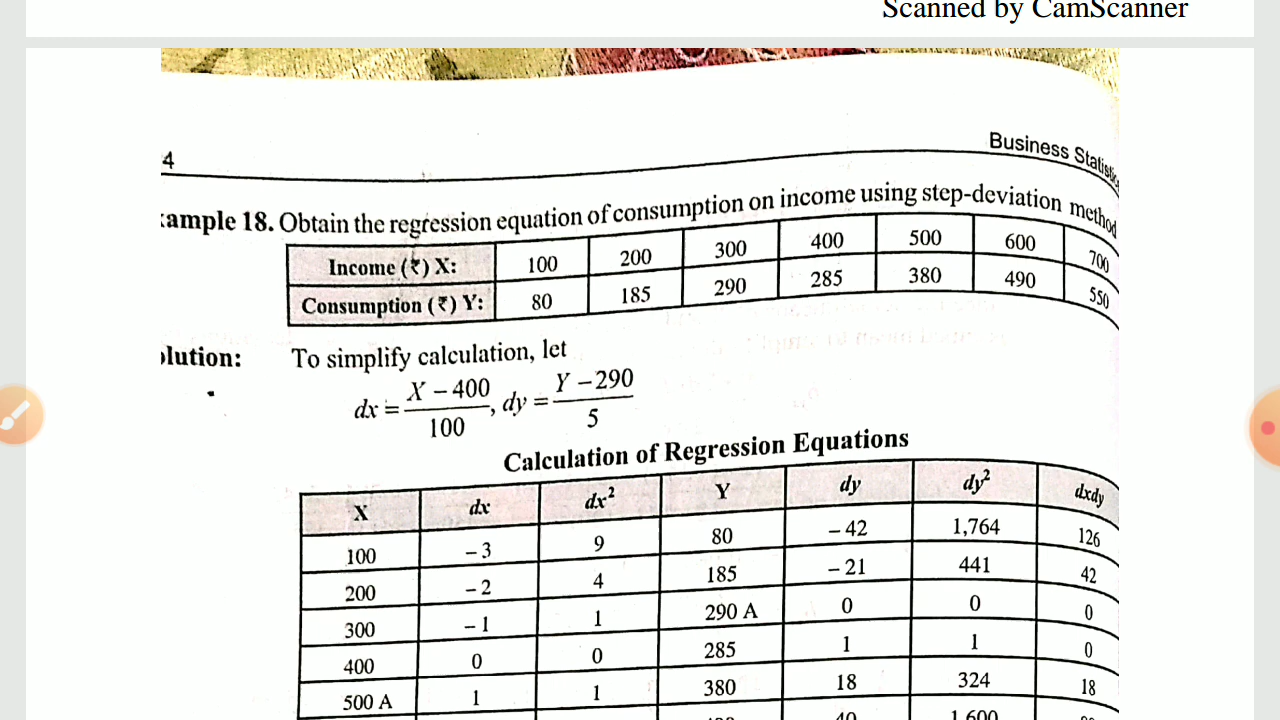 Scanned by CamScanner
4
Business Statistic
ample 18. Obtain the regression equation of consumption on income using step-deviation method
Income (₹) X: 100 200 300 400 500 600 700
Consumption (₹) Y: 80 185 290 285 380 490 550
olution: To simplify calculation, let
dx = X – 400 / 100 , dy = Y – 290 / 5
Calculation of Regression Equations
X dx dx² Y dy dy² dxdy
100 – 3 9 80 – 42 1,764 126
200 – 2 4 185 – 21 441 42
300 – 1 1 290 A 0 0 0
400 0 0 285 1 1 0
500 A 1 1 380 18 324 18
40 1,600